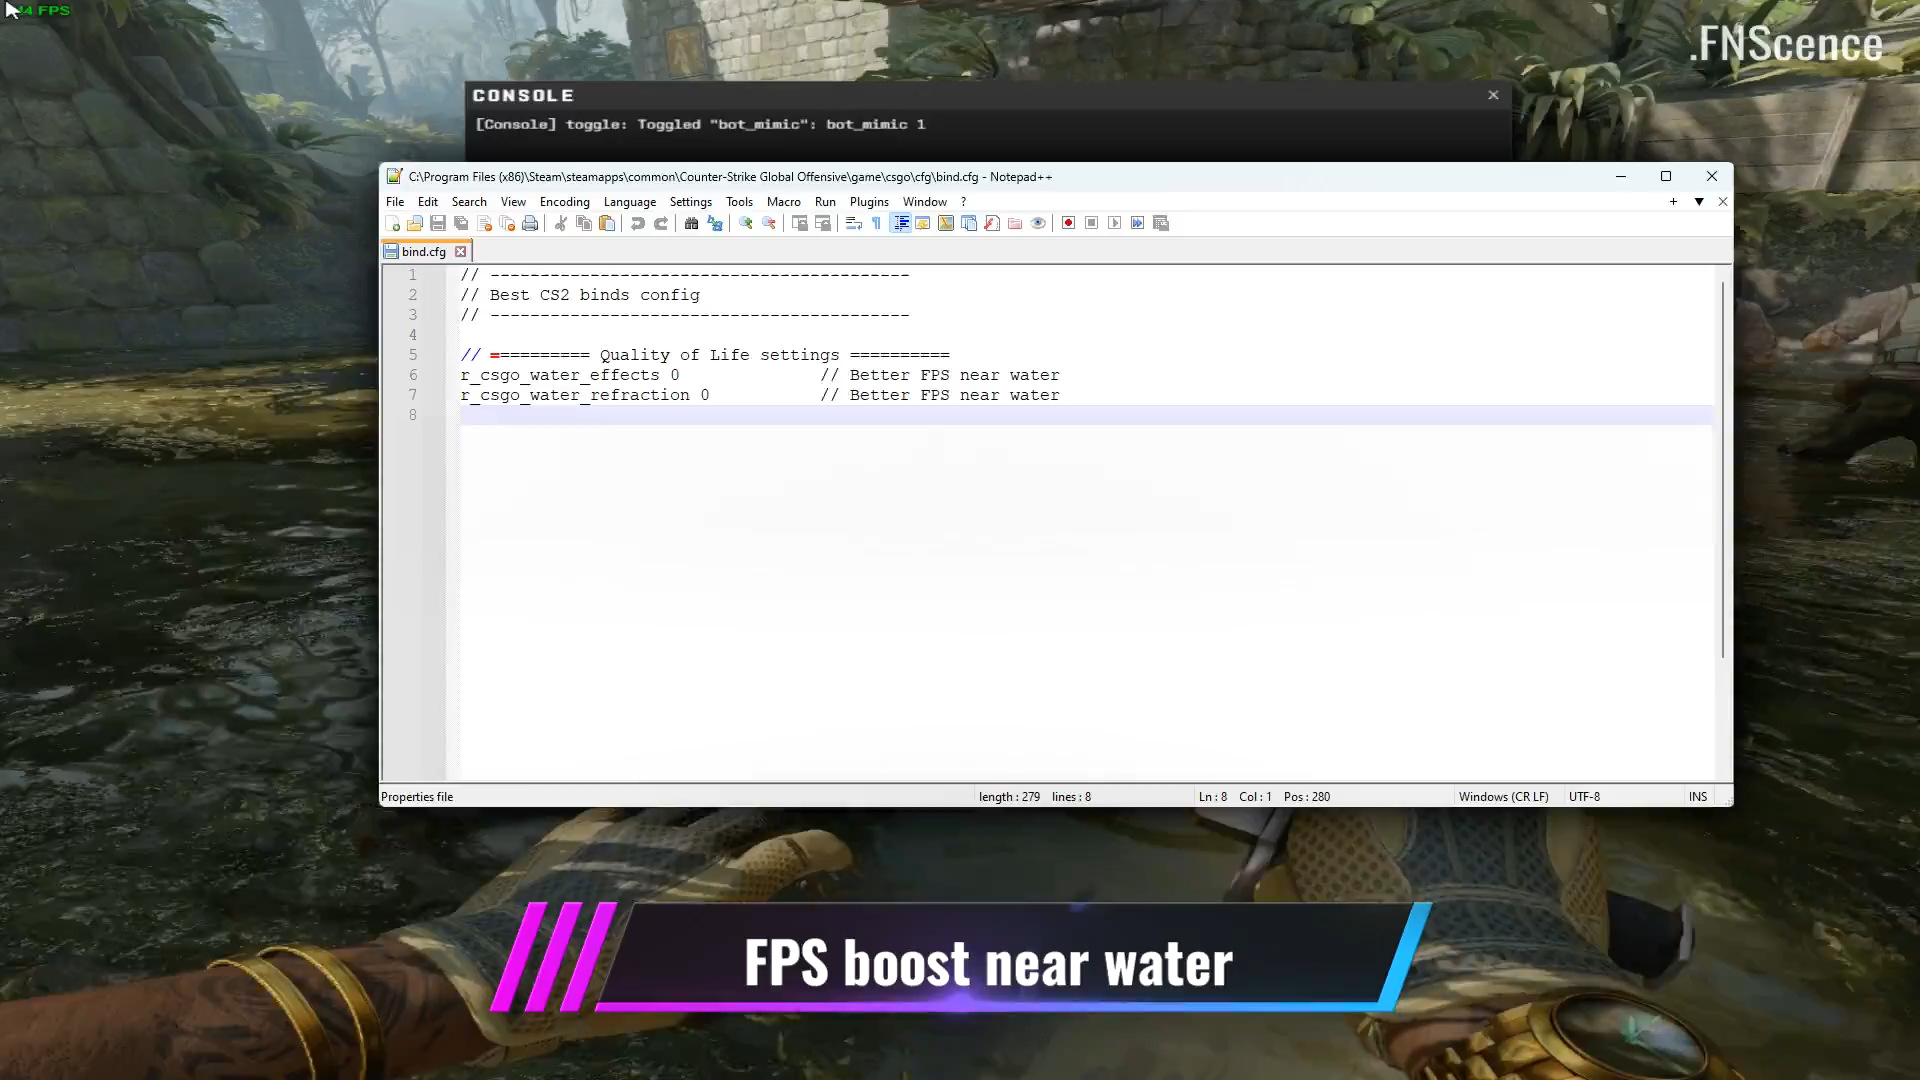 FPS
.FNScence
CONSOLE
[Console] toggle: Toggled "bot_mimic": bot_mimic 1
C:\Program Files (x86)\Steam\steamapps\common\Counter-Strike Global Offensive\game\csgo\cfg\bind.cfg - Notepad++
File Edit Search View Encoding Language Settings Tools Macro Run Plugins Window ?
bind.cfg
1 // ------------------------------------------
2 // Best CS2 binds config
3 // ------------------------------------------
4
5 // ========== Quality of Life settings ==========
6 r_csgo_water_effects 0 // Better FPS near water
7 r_csgo_water_refraction 0 // Better FPS near water
8
Properties file length : 279 lines : 8 Ln : 8 Col : 1 Pos : 280 Windows (CR LF) UTF-8 INS
FPS boost near water